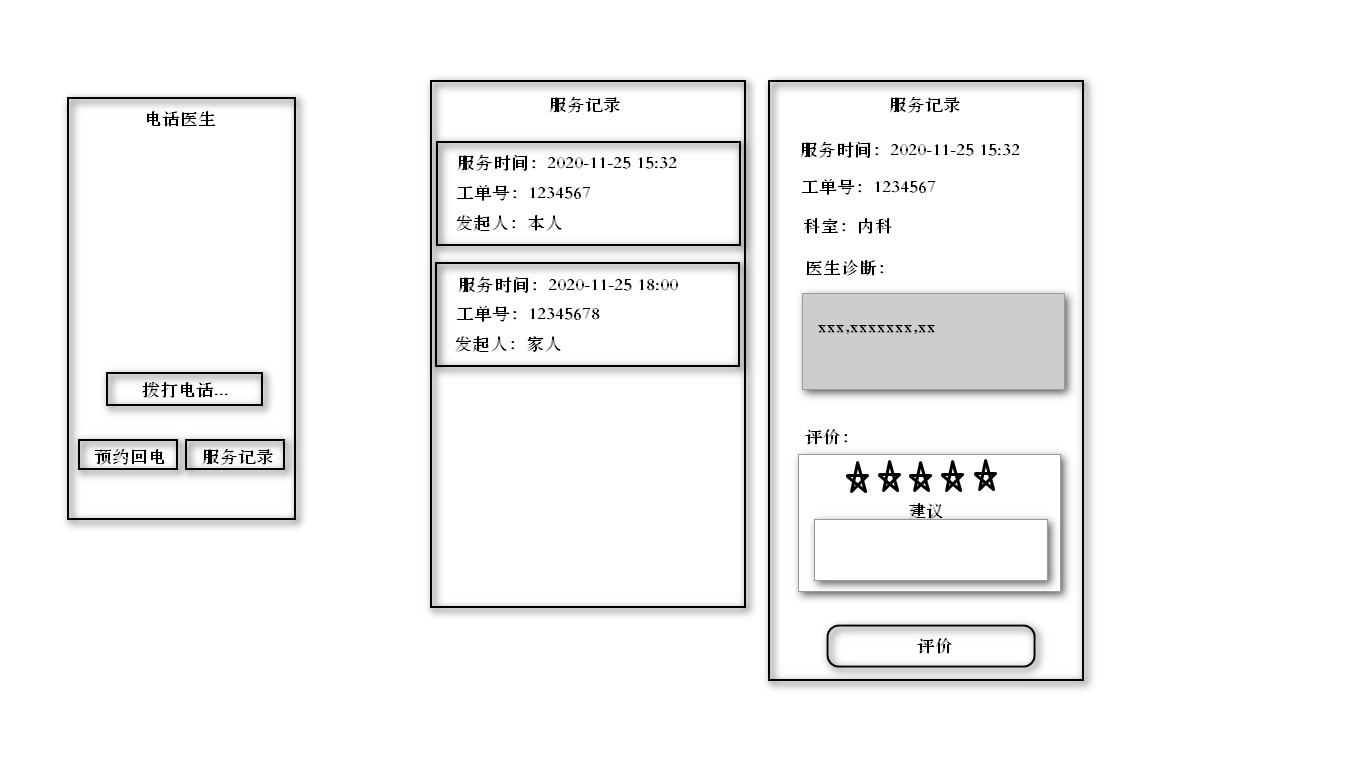 电话医生
拨打电话...
预约回电
服务记录
服务记录
服务时间：2020-11-25 15:32
工单号：1234567
发起人：本人
服务时间：2020-11-25 18:00
工单号：12345678
发起人：家人
服务记录
服务时间：2020-11-25 15:32
工单号：1234567
科室：内科
医生诊断：
xxx,xxxxxxx,xx
评价：
建议
评价